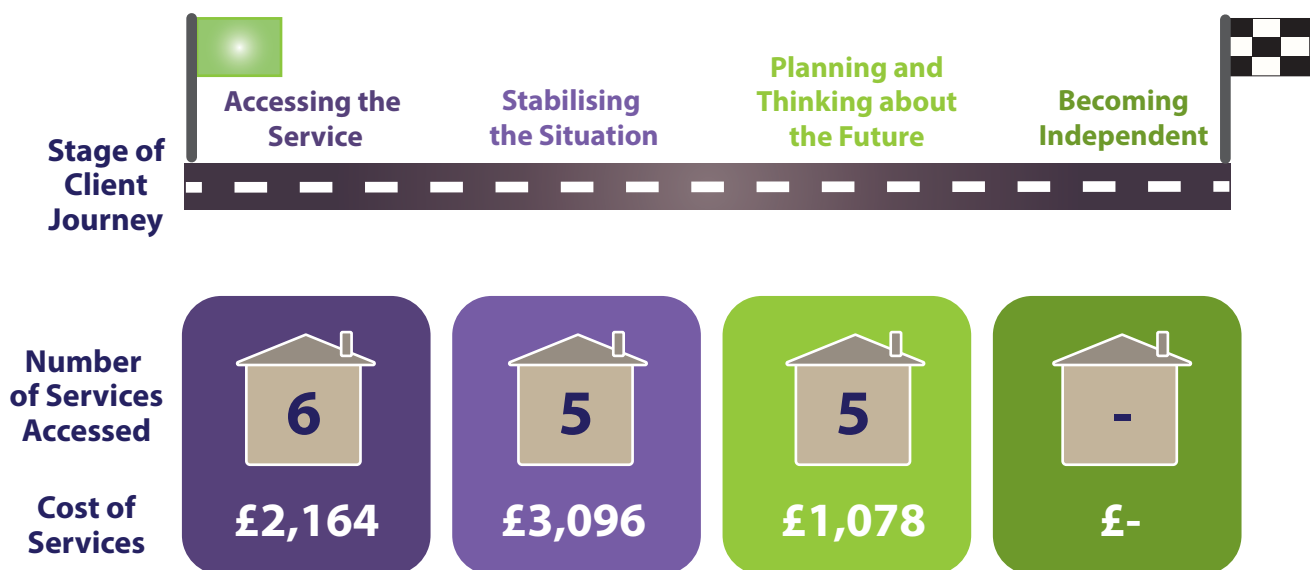 Accessing the
Service
Stabilising
the Situation
Planning and
Thinking about
the Future
Becoming
Independent
Stage of
Client
Journey
Number
of Services
Accessed
6
5
5
-
Cost of
Services
£2,164
£3,096
£1,078
£-